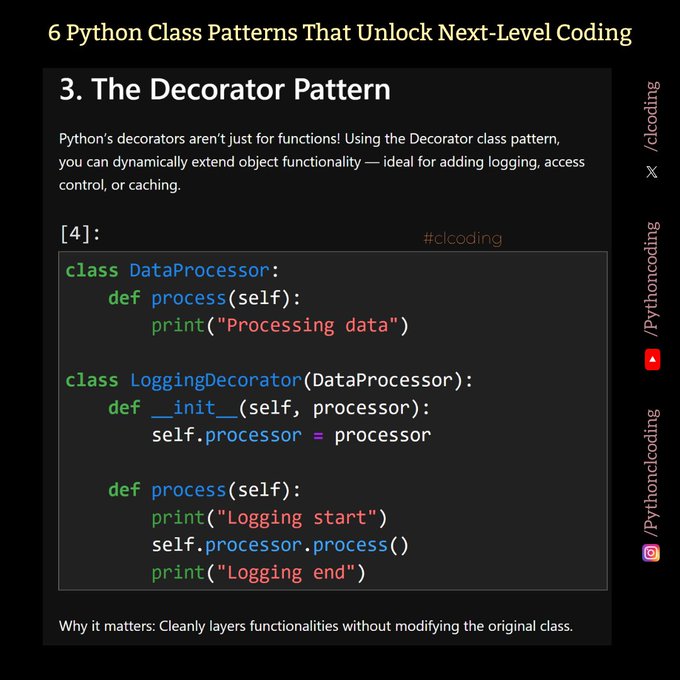 6 Python Class Patterns That Unlock Next-Level Coding
3. The Decorator Pattern
Python’s decorators aren’t just for functions! Using the Decorator class pattern,
you can dynamically extend object functionality — ideal for adding logging, access
control, or caching.
[4]:
#clcoding
class DataProcessor:
    def process(self):
        print("Processing data")
class LoggingDecorator(DataProcessor):
    def __init__(self, processor):
        self.processor = processor
    def process(self):
        print("Logging start")
        self.processor.process()
        print("Logging end")
Why it matters: Cleanly layers functionalities without modifying the original class.
/clcoding
/Pythoncoding
/Pythonclcoding